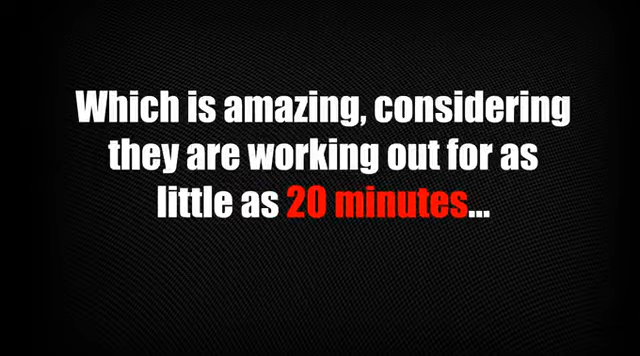 Which is amazing, considering
they are working out for as
little as 20 minutes...